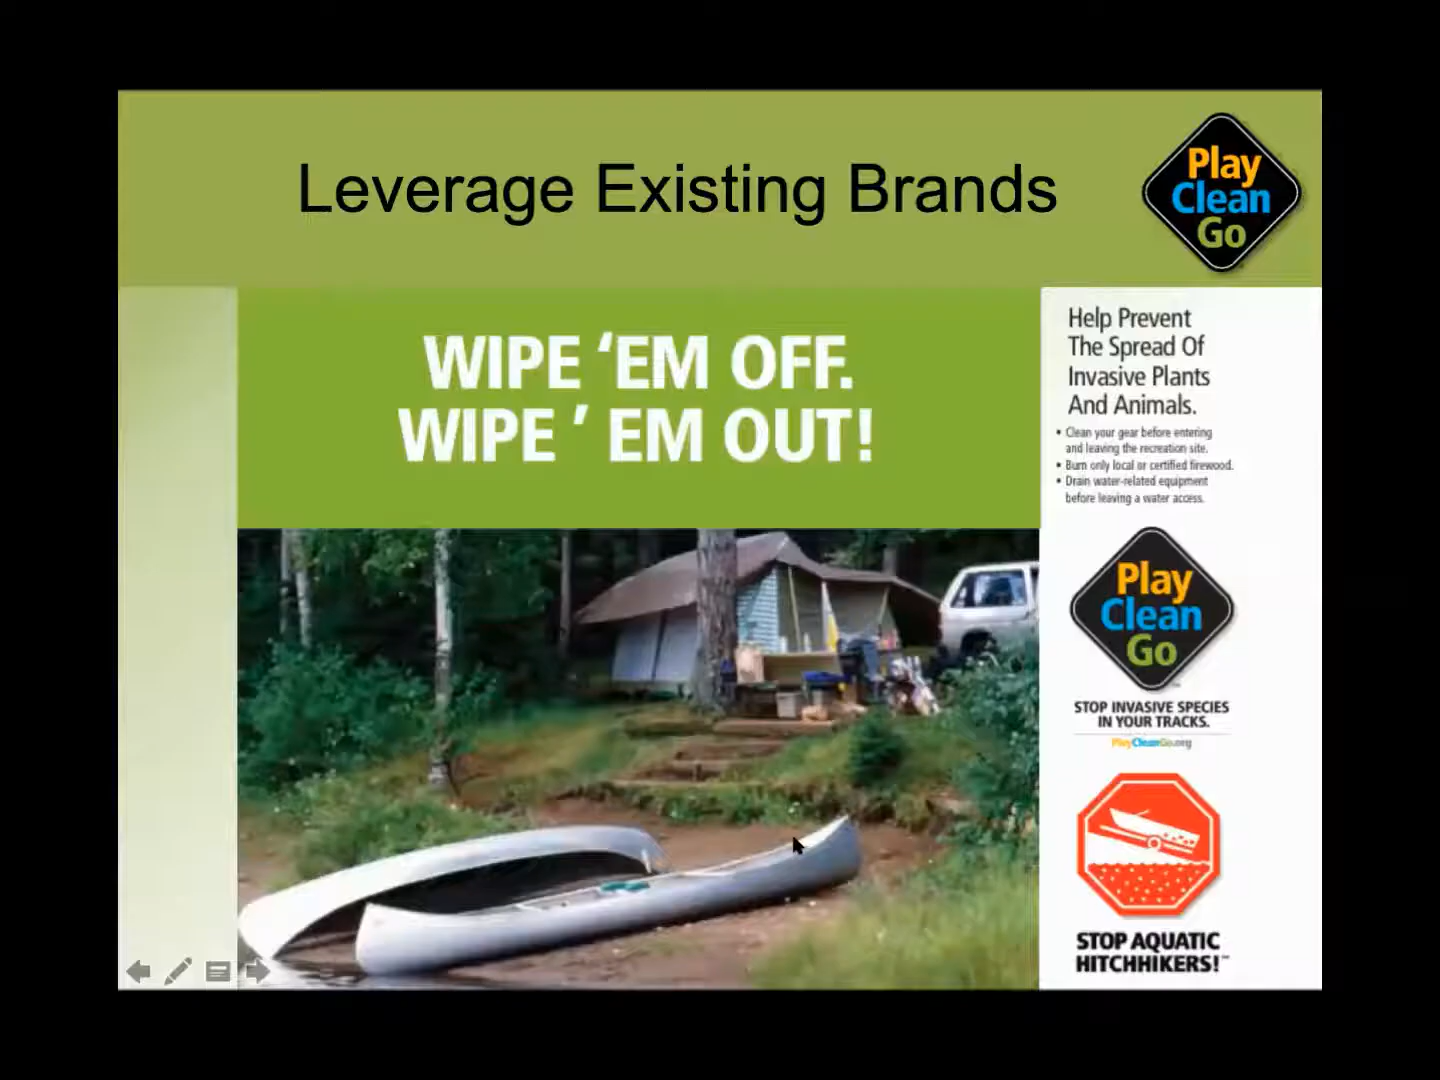 Leverage Existing Brands
Play
Clean
Go
WIPE ‘EM OFF.
WIPE ’ EM OUT!
Help Prevent
The Spread Of
Invasive Plants
And Animals.
• Clean your gear before entering
and leaving the recreation site.
• Burn only local or certified firewood.
• Drain water-related equipment
before leaving a water access.
Play
Clean
Go
STOP INVASIVE SPECIES
IN YOUR TRACKS.
PlayCleanGo.org
STOP AQUATIC
HITCHHIKERS!™